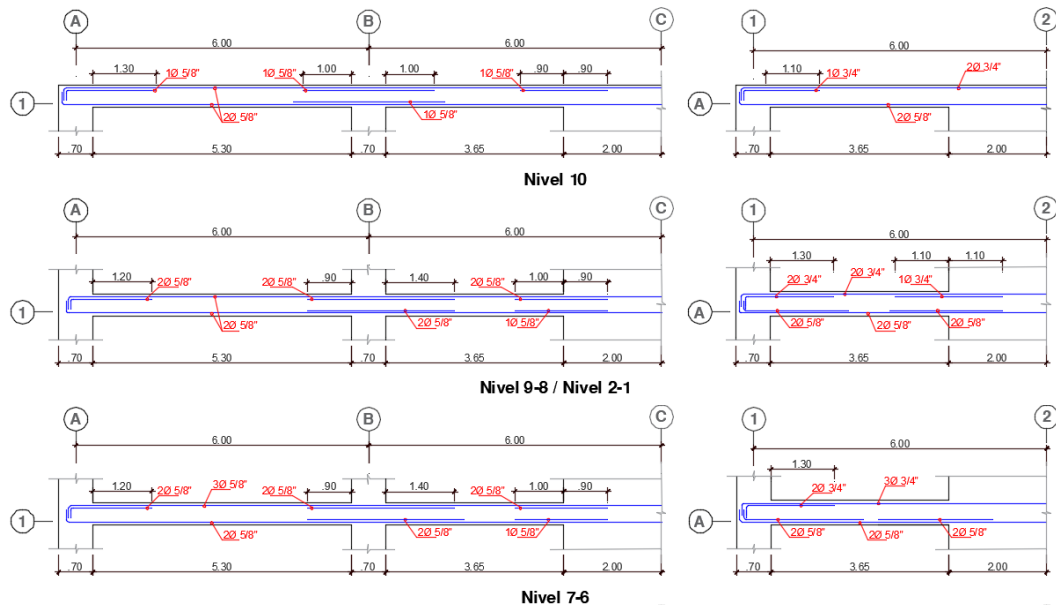 A B C 1 2
6.00 6.00 6.00
1.30 1.00 1.00 .90 .90 1.10
1Ø 5/8" 1Ø 5/8" 1Ø 5/8" 1Ø 3/4" 2Ø 3/4"
1 A
2Ø 5/8" 1Ø 5/8" 2Ø 5/8"
.70 5.30 3.65 2.00 .70 3.65 2.00
Nivel 10
A B C 1 2
6.00 6.00 6.00
1.20 .90 1.40 1.00 .90 1.30 1.10 1.10
2Ø 5/8" 2Ø 5/8" 2Ø 5/8" 2Ø 3/4" 2Ø 3/4" 1Ø 3/4"
1 A
2Ø 5/8" 2Ø 5/8" 1Ø 5/8" 2Ø 5/8" 2Ø 5/8" 2Ø 5/8"
.70 5.30 3.65 2.00 .70 3.65 2.00
Nivel 9-8 / Nivel 2-1
A B C 1 2
6.00 6.00 6.00
1.20 .90 1.40 1.00 .90 1.30
2Ø 5/8" 3Ø 5/8" 2Ø 5/8" 2Ø 5/8" 2Ø 3/4" 3Ø 3/4"
1 A
2Ø 5/8" 2Ø 5/8" 1Ø 5/8" 2Ø 5/8" 2Ø 5/8" 2Ø 5/8"
.70 5.30 3.65 2.00 .70 3.65 2.00
Nivel 7-6